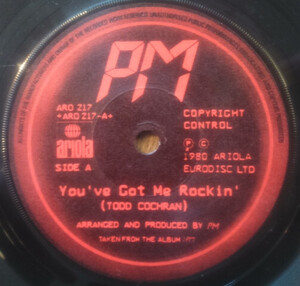 PM
ARO 217
*ARO 217-A*
COPYRIGHT
CONTROL
ariola
SIDE A
℗ ©
1980 ARIOLA
EURODISC LTD
You've Got Me Rockin'
(TODD COCHRAN)
ARRANGED AND PRODUCED BY PM
TAKEN FROM THE ALBUM